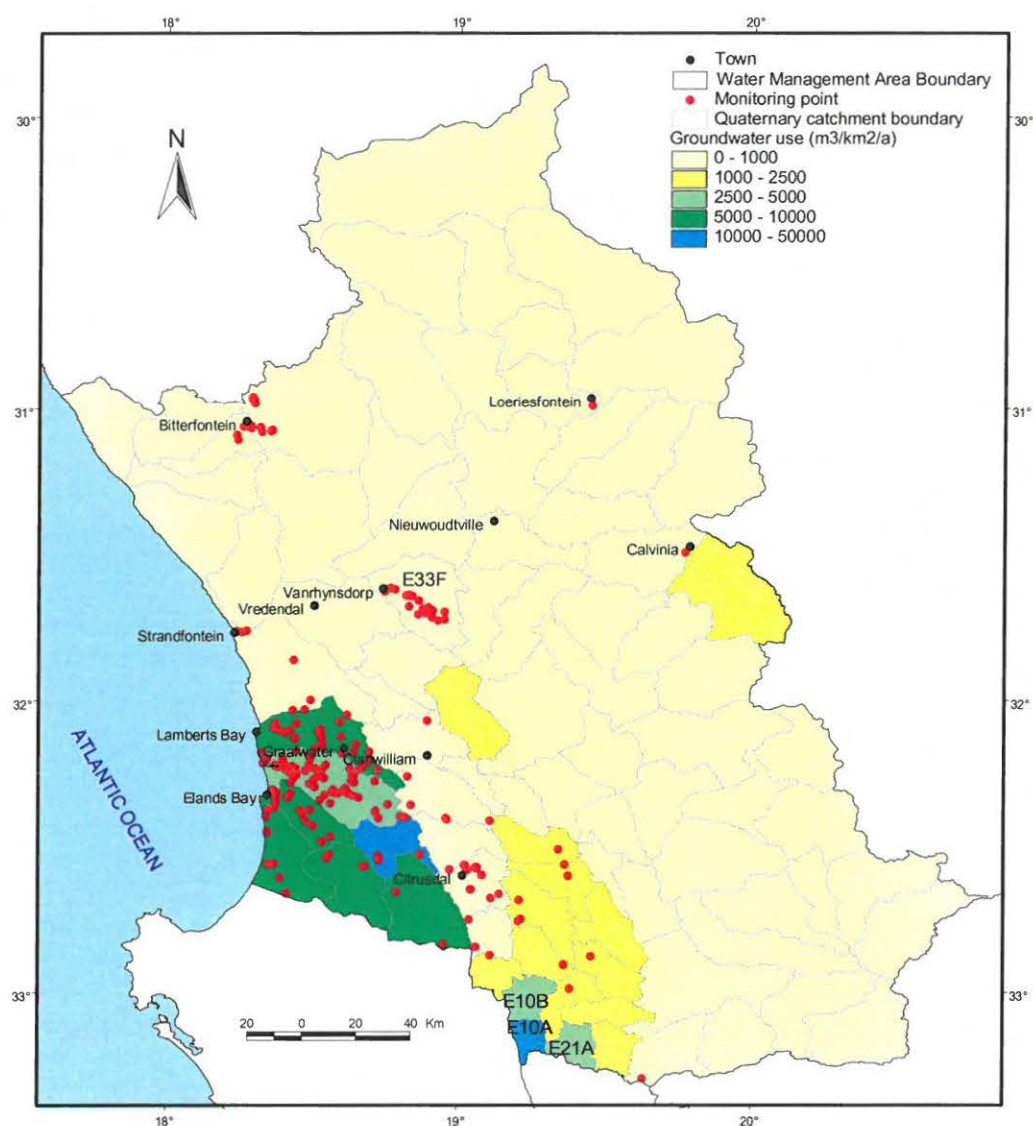 18°
19°
20°
Town
Water Management Area Boundary
Monitoring point
Quaternary catchment boundary
Groundwater use (m3/km2/a)
0 - 1000
1000 - 2500
2500 - 5000
5000 - 10000
10000 - 50000
30°
30°
N
31°
31°
Loeriesfontein
Bitterfontein
Nieuwoudtville
Calvinia
E33F
Vanrhynsdorp
Vredendal
Strandfontein
32°
32°
Lamberts Bay
Graafwater
Clanwilliam
Elands Bay
ATLANTIC OCEAN
Citrusdal
33°
33°
E10B
E10A
E21A
20 0 20 40 Km
18°
19°
20°